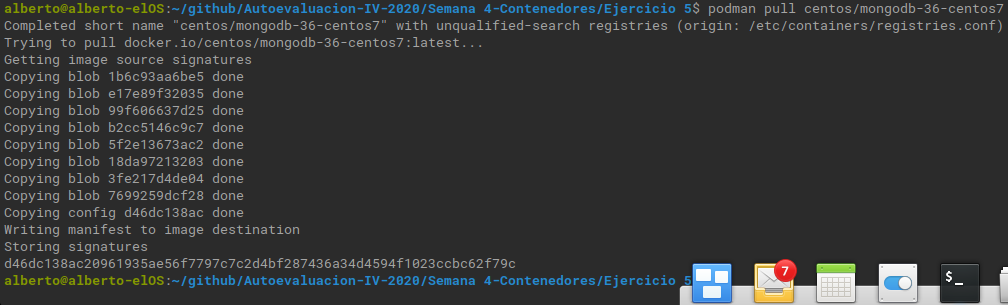 alberto@alberto-elOS:~/github/Autoevaluacion-IV-2020/Semana 4-Contenedores/Ejercicio 5$ podman pull centos/mongodb-36-centos7
Completed short name "centos/mongodb-36-centos7" with unqualified-search registries (origin: /etc/containers/registries.conf)
Trying to pull docker.io/centos/mongodb-36-centos7:latest...
Getting image source signatures
Copying blob 1b6c93aa6be5 done
Copying blob e17e89f32035 done
Copying blob 99f606637d25 done
Copying blob b2cc5146c9c7 done
Copying blob 5f2e13673ac2 done
Copying blob 18da97213203 done
Copying blob 3fe217d4de04 done
Copying blob 7699259dcf28 done
Copying config d46dc138ac done
Writing manifest to image destination
Storing signatures
d46dc138ac20961935ae56f7797c7c2d4bf287436a34d4594f1023ccbc62f79c
alberto@alberto-elOS:~/github/Autoevaluacion-IV-2020/Semana 4-Contenedores/Ejercicio 5
7
$_